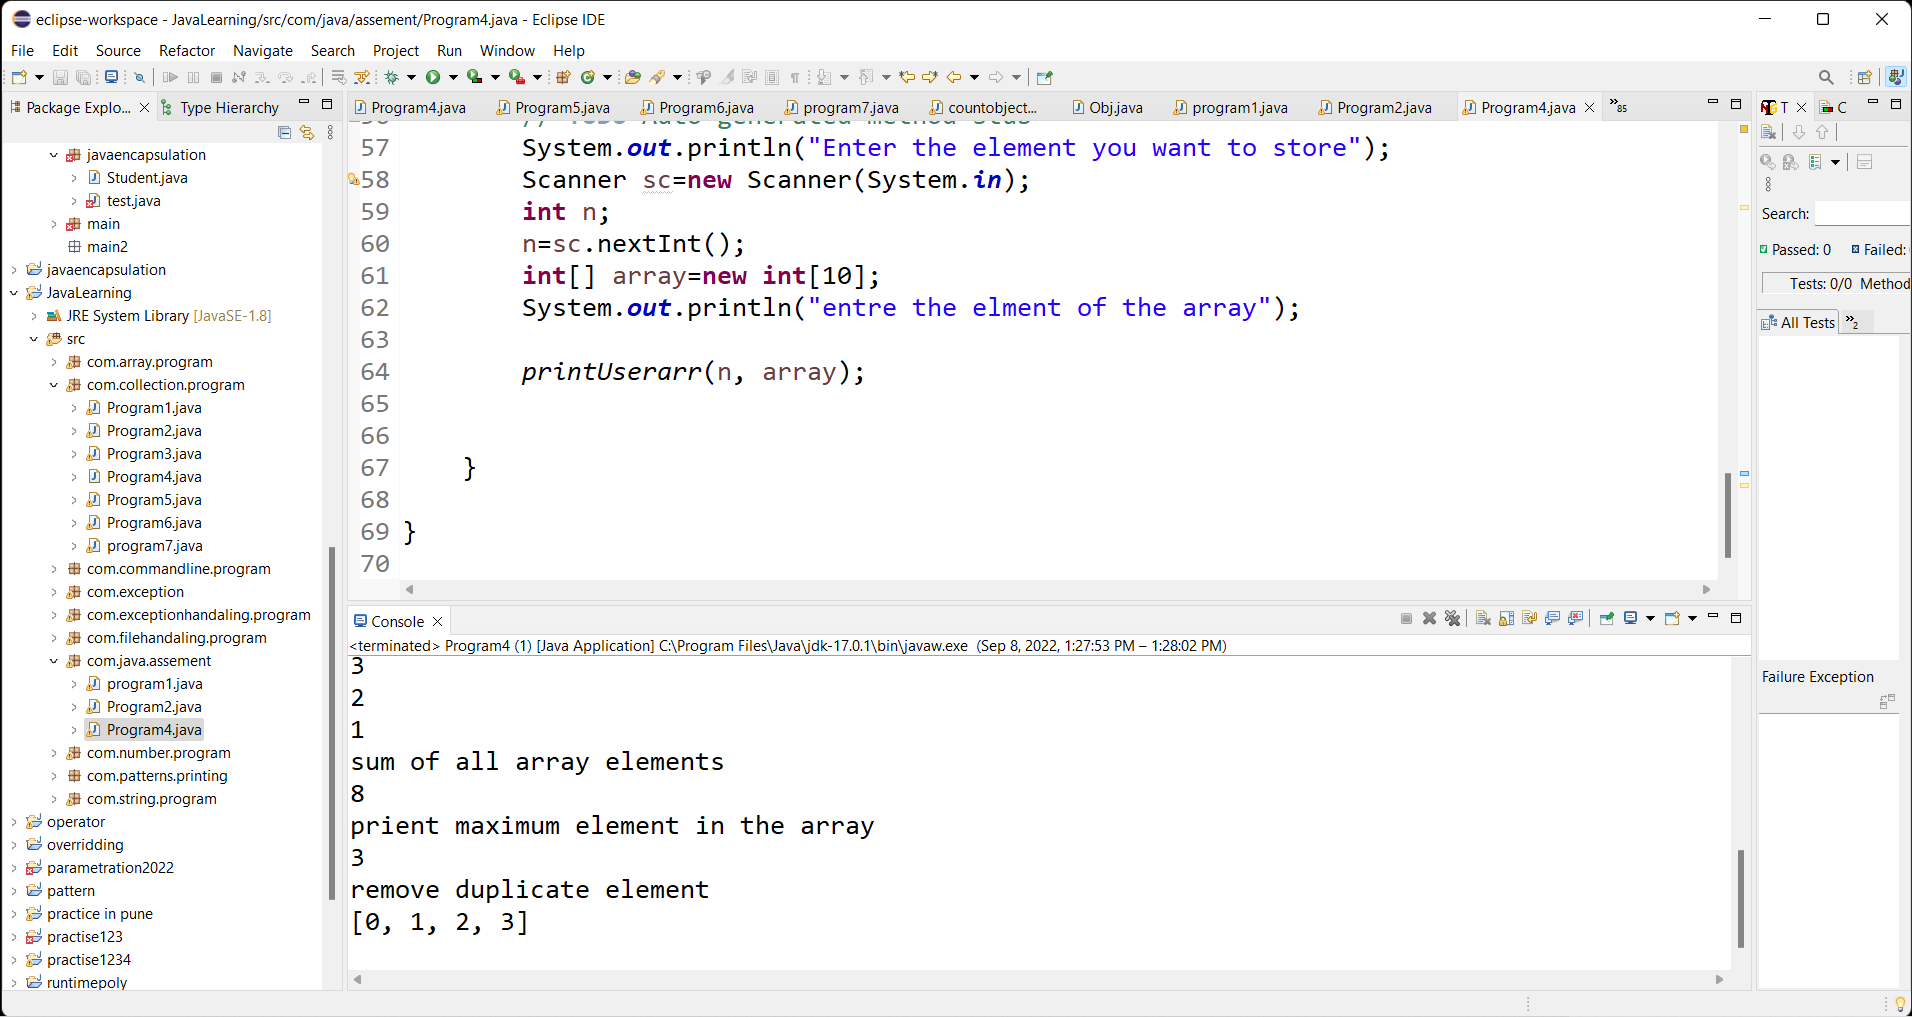 eclipse-workspace - JavaLearning/src/com/java/assement/Program4.java - Eclipse IDE
File Edit Source Refactor Navigate Search Project Run Window Help
Package Explo... Type Hierarchy
javaencapsulation
Student.java
test.java
main
main2
javaencapsulation
JavaLearning
JRE System Library [JavaSE-1.8]
src
com.array.program
com.collection.program
Program1.java
Program2.java
Program3.java
Program4.java
Program5.java
Program6.java
program7.java
com.commandline.program
com.exception
com.exceptionhandaling.program
com.filehandaling.program
com.java.assement
program1.java
Program2.java
Program4.java
com.number.program
com.patterns.printing
com.string.program
operator
overridding
parametration2022
pattern
practice in pune
practise123
practise1234
runtimepoly
Program4.java Program5.java Program6.java program7.java countobject... Obj.java program1.java Program2.java Program4.java »85
// TODO Auto-generated method stub
57 System.out.println("Enter the element you want to store");
58 Scanner sc=new Scanner(System.in);
59 int n;
60 n=sc.nextInt();
61 int[] array=new int[10];
62 System.out.println("entre the elment of the array");
63
64 printUserarr(n, array);
65
66
67 }
68
69 }
70
Console
<terminated> Program4 (1) [Java Application] C:\Program Files\Java\jdk-17.0.1\bin\javaw.exe (Sep 8, 2022, 1:27:53 PM – 1:28:02 PM)
3
2
1
sum of all array elements
8
prient maximum element in the array
3
remove duplicate element
[0, 1, 2, 3]
T C
Search:
Passed: 0 Failed:
Tests: 0/0 Method
All Tests »2
Failure Exception